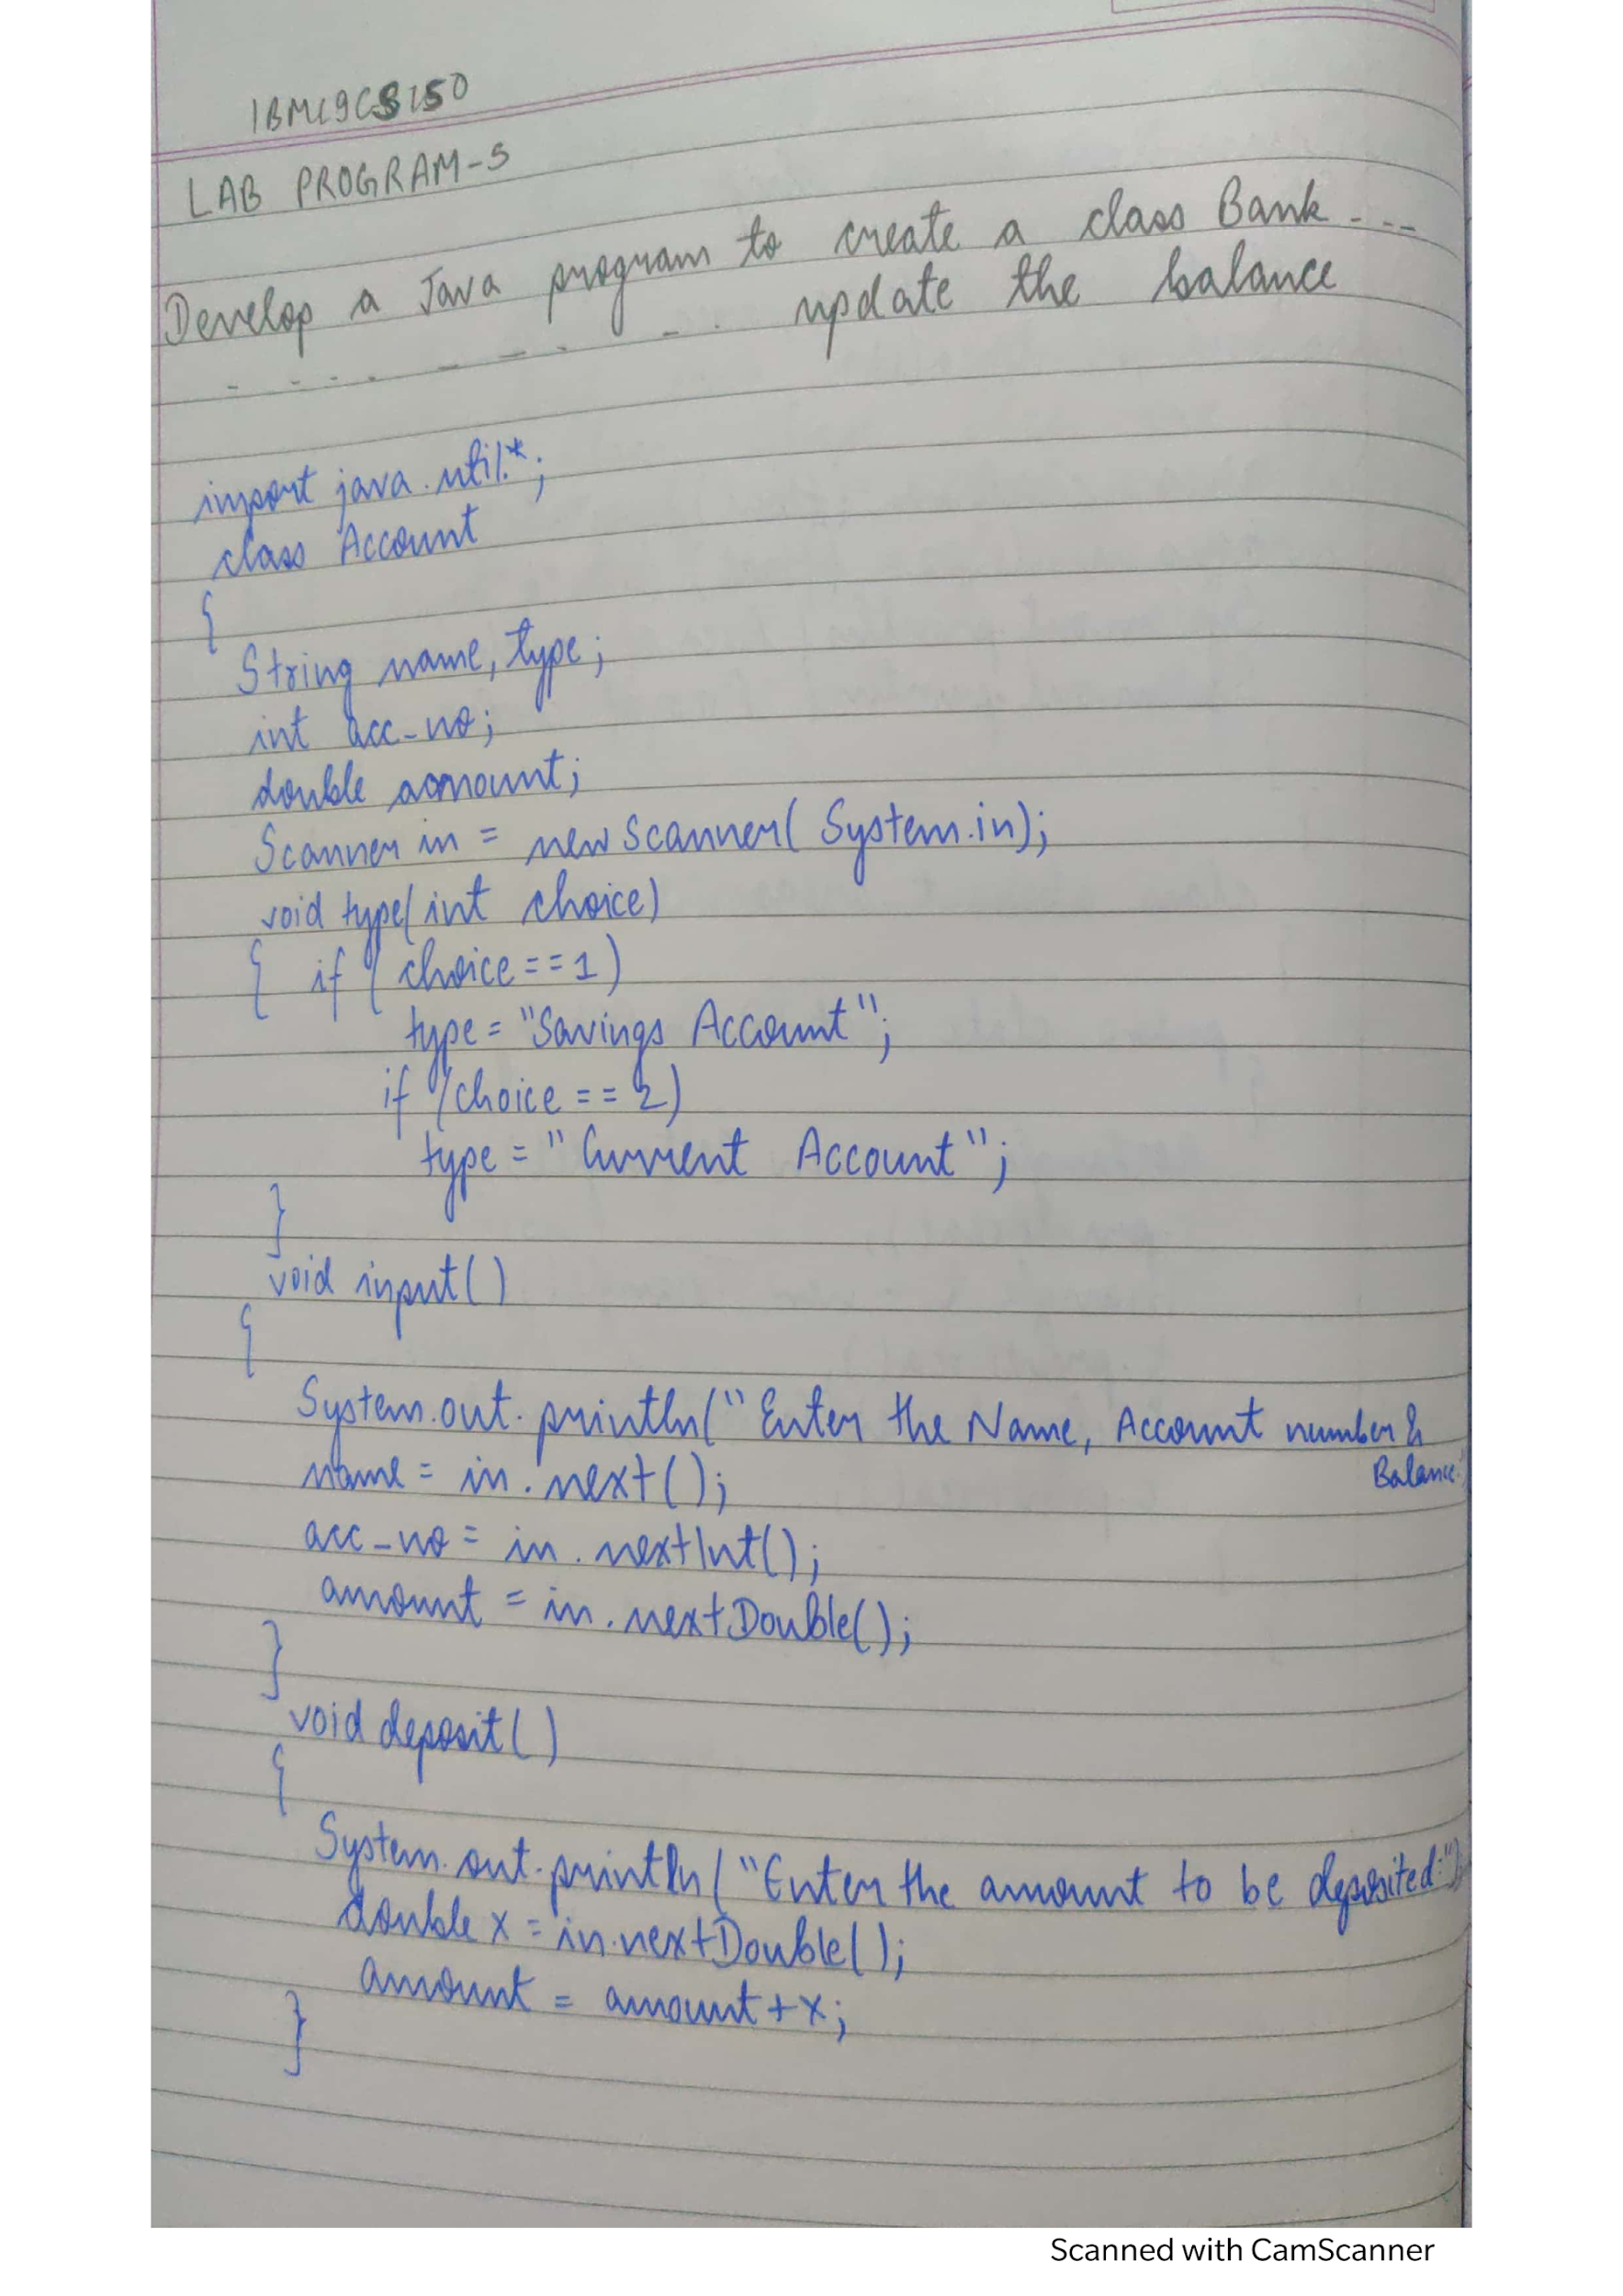 1BM19CS150
LAB PROGRAM-5
Develop a Java program to create a class Bank - - -
- - - - - - - - update the balance
import java.util.*;
class Account
{
String name, type;
int acc_no;
double amount;
Scanner in = new Scanner( System.in);
void type( int choice)
{ if ( choice == 1 )
type = "Savings Account";
if (choice == 2)
type = "Current Account";
}
void input()
{
System.out.println("Enter the Name, Account number &
Balance"
name = in.next();
acc_no = in.nextInt();
amount = in.nextDouble();
}
void deposit()
{
System.out.println("Enter the amount to be deposited:")
double x = in.nextDouble();
amount = amount + x;
}
Scanned with CamScanner